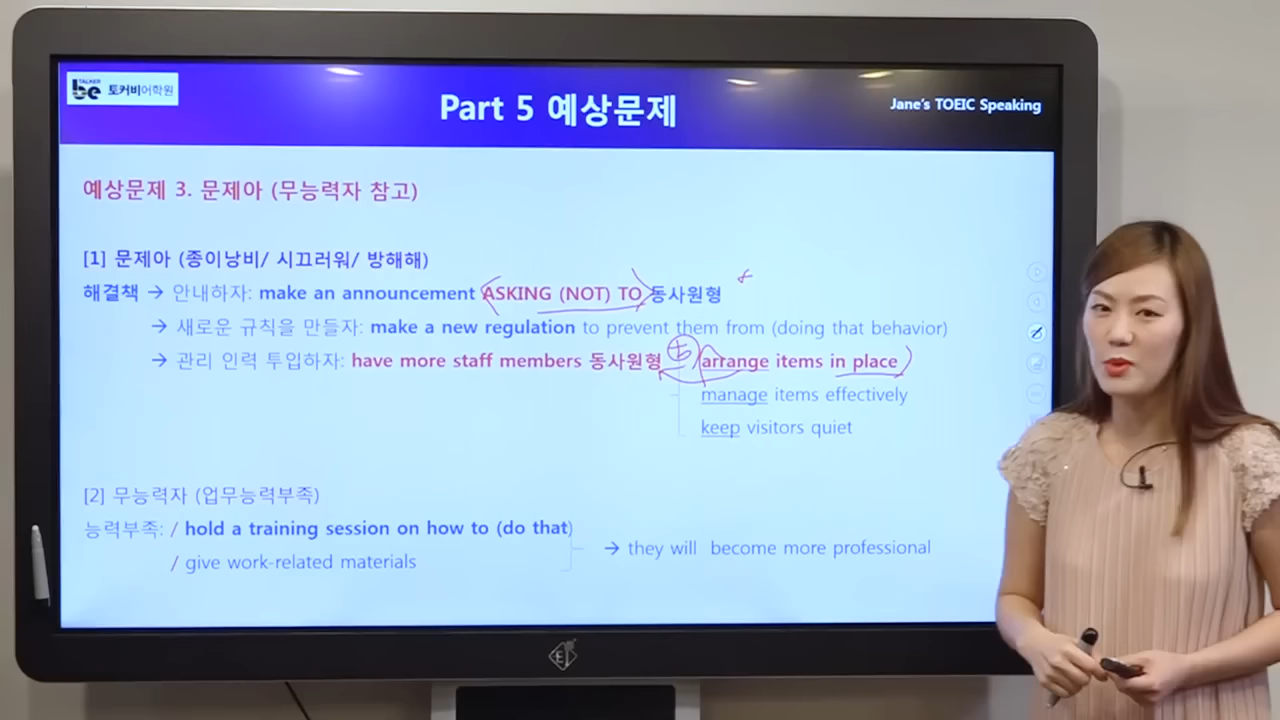 TALKER
be 토커비어학원
Part 5 예상문제
Jane's TOEIC Speaking
예상문제 3. 문제아 (무능력자 참고)
[1] 문제아 (종이낭비/ 시끄러워/ 방해해)
해결책 → 안내하자: make an announcement ASKING (NOT) TO 동사원형
→ 새로운 규칙을 만들자: make a new regulation to prevent them from (doing that behavior)
→ 관리 인력 투입하자: have more staff members 동사원형 arrange items in place
manage items effectively
keep visitors quiet
[2] 무능력자 (업무능력부족)
능력부족: / hold a training session on how to (do that)
/ give work-related materials
→ they will become more professional